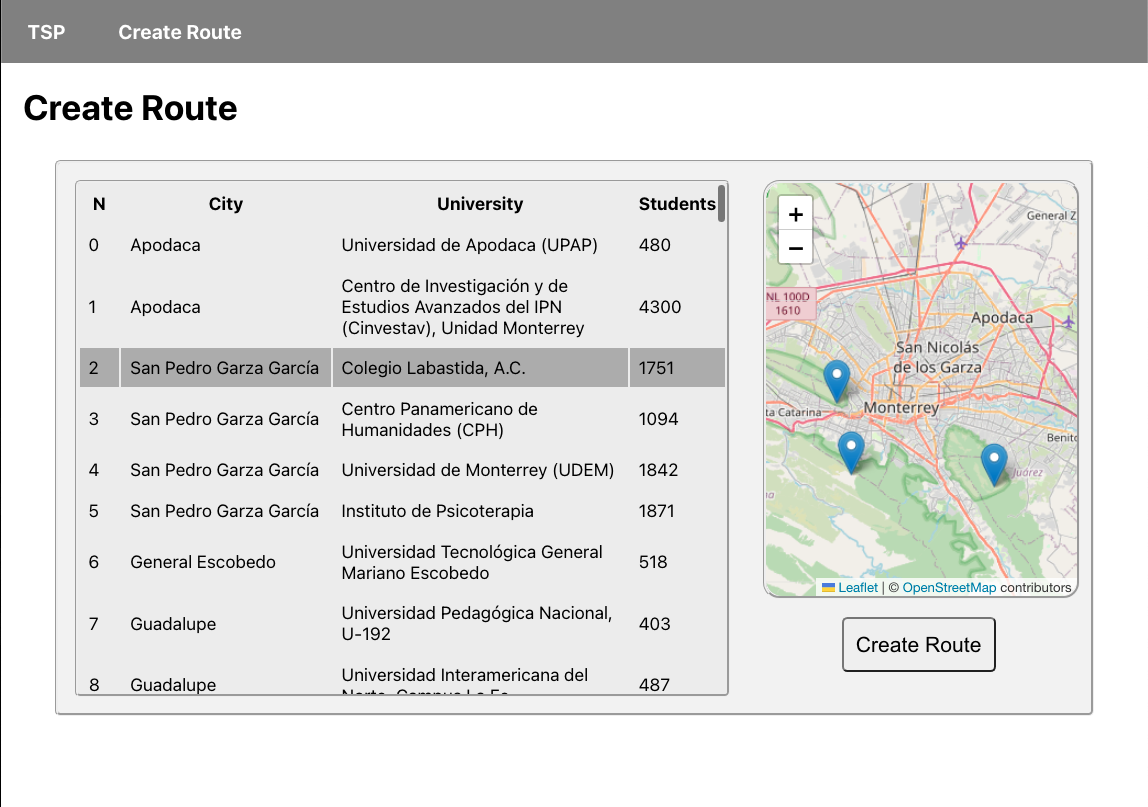 TSP Create Route
Create Route
N City University Students
0 Apodaca Universidad de Apodaca (UPAP) 480
1 Apodaca Centro de Investigación y de
Estudios Avanzados del IPN
(Cinvestav), Unidad Monterrey 4300
2 San Pedro Garza García Colegio Labastida, A.C. 1751
3 San Pedro Garza García Centro Panamericano de
Humanidades (CPH) 1094
4 San Pedro Garza García Universidad de Monterrey (UDEM) 1842
5 San Pedro Garza García Instituto de Psicoterapia 1871
6 General Escobedo Universidad Tecnológica General
Mariano Escobedo 518
7 Guadalupe Universidad Pedagógica Nacional,
U-192 403
8 Guadalupe Universidad Interamericana del 487
+
−
General Z
NL 100D
1610
Apodaca
San Nicolás
de los Garza
ta Catarina
Monterrey
Benito
Juárez
Leaflet | © OpenStreetMap contributors
Create Route